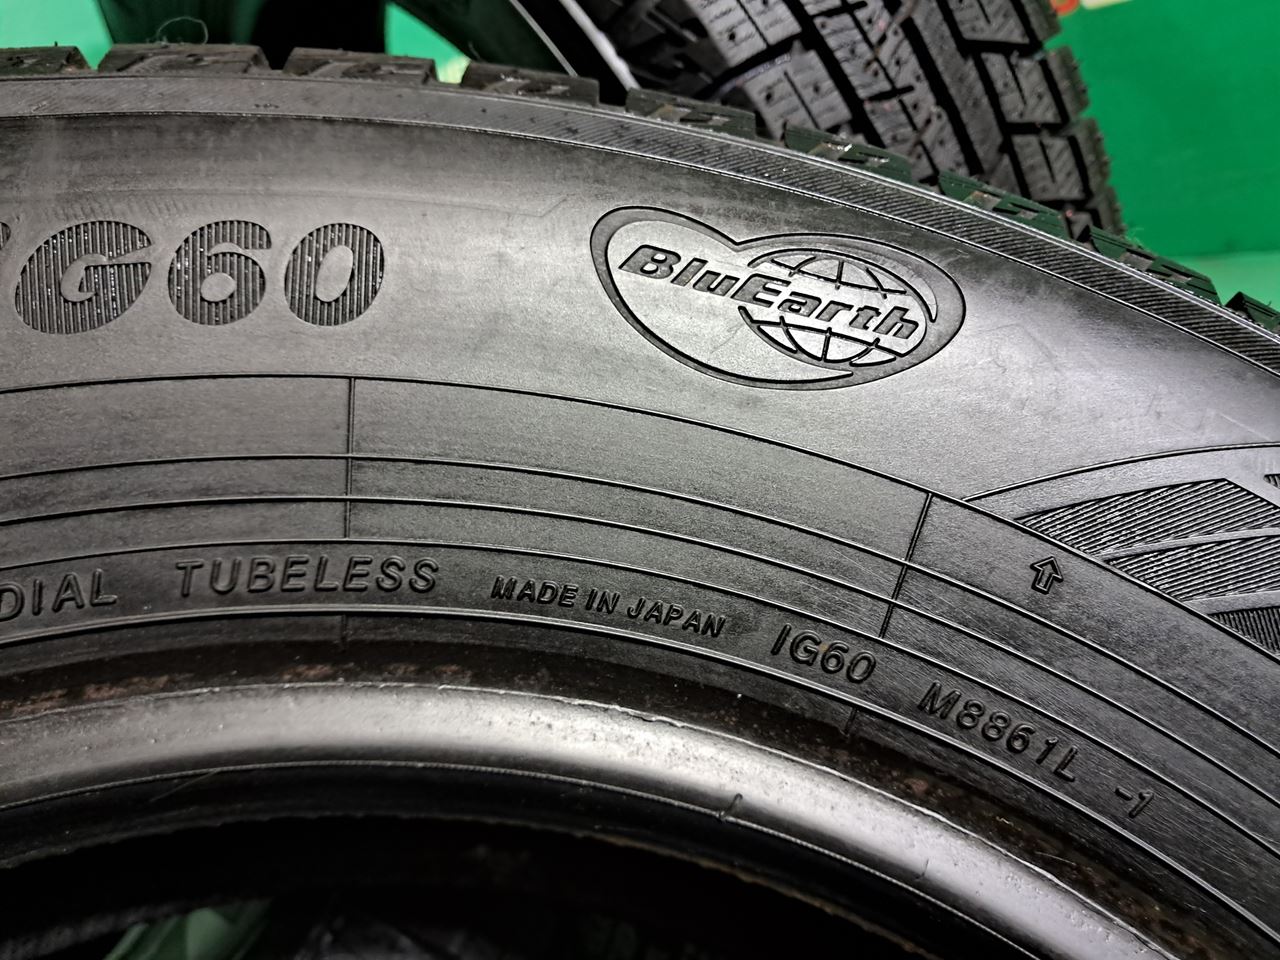 G60
BluEarth
DIAL TUBELESS MADE IN JAPAN IG60 M8861L -1